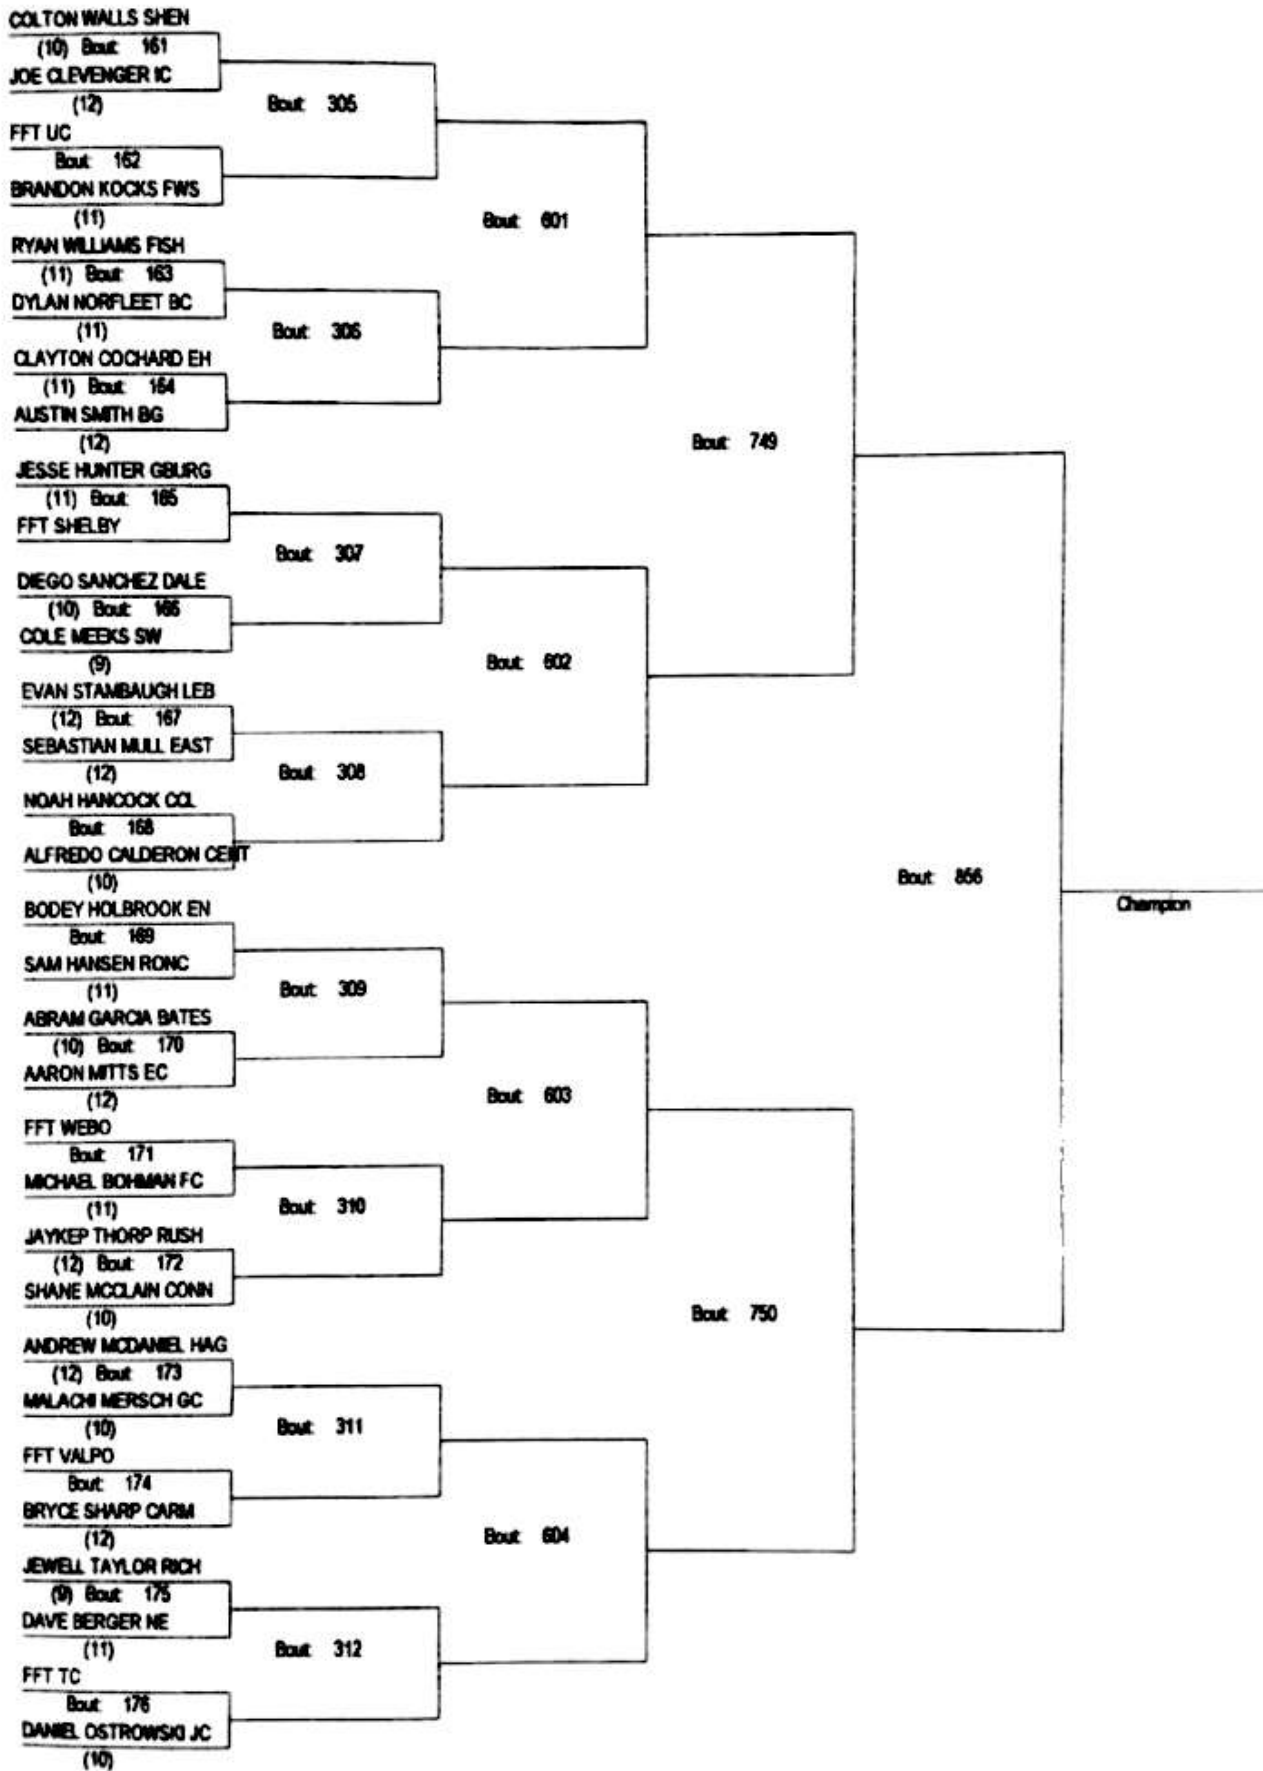 COLTON WALLS SHEN
(10) Bout: 161
JOE CLEVENGER IC
(12)
Bout: 305
FFT UC
Bout: 162
BRANDON KOCKS FWS
(11)
Bout: 601
RYAN WILLIAMS FISH
(11) Bout: 163
DYLAN NORFLEET BC
(11)
Bout: 306
CLAYTON COCHARD EH
(11) Bout: 164
AUSTIN SMITH BG
(12)
Bout: 749
JESSE HUNTER GBURG
(11) Bout: 165
FFT SHELBY
Bout: 307
DIEGO SANCHEZ DALE
(10) Bout: 166
COLE MEEKS SW
(9)
Bout: 602
EVAN STAMBAUGH LEB
(12) Bout: 167
SEBASTIAN MULL EAST
(12)
Bout: 308
NOAH HANCOCK CCL
Bout: 168
ALFREDO CALDERON CENT
(10)
Bout: 856
Champion
BODEY HOLBROOK EN
Bout: 169
SAM HANSEN RONC
(11)
Bout: 309
ABRAM GARCIA BATES
(10) Bout: 170
AARON MITTS EC
(12)
Bout: 603
FFT WEBO
Bout: 171
MICHAEL BOHMAN FC
(11)
Bout: 310
JAYKEP THORP RUSH
(12) Bout: 172
SHANE MCCLAIN CONN
(10)
Bout: 750
ANDREW MCDANIEL HAG
(12) Bout: 173
MALACHI MERSCH GC
(10)
Bout: 311
FFT VALPO
Bout: 174
BRYCE SHARP CARM
(12)
Bout: 604
JEWELL TAYLOR RICH
(9) Bout: 175
DAVE BERGER NE
(11)
Bout: 312
FFT TC
Bout: 176
DANIEL OSTROWSKI JC
(10)